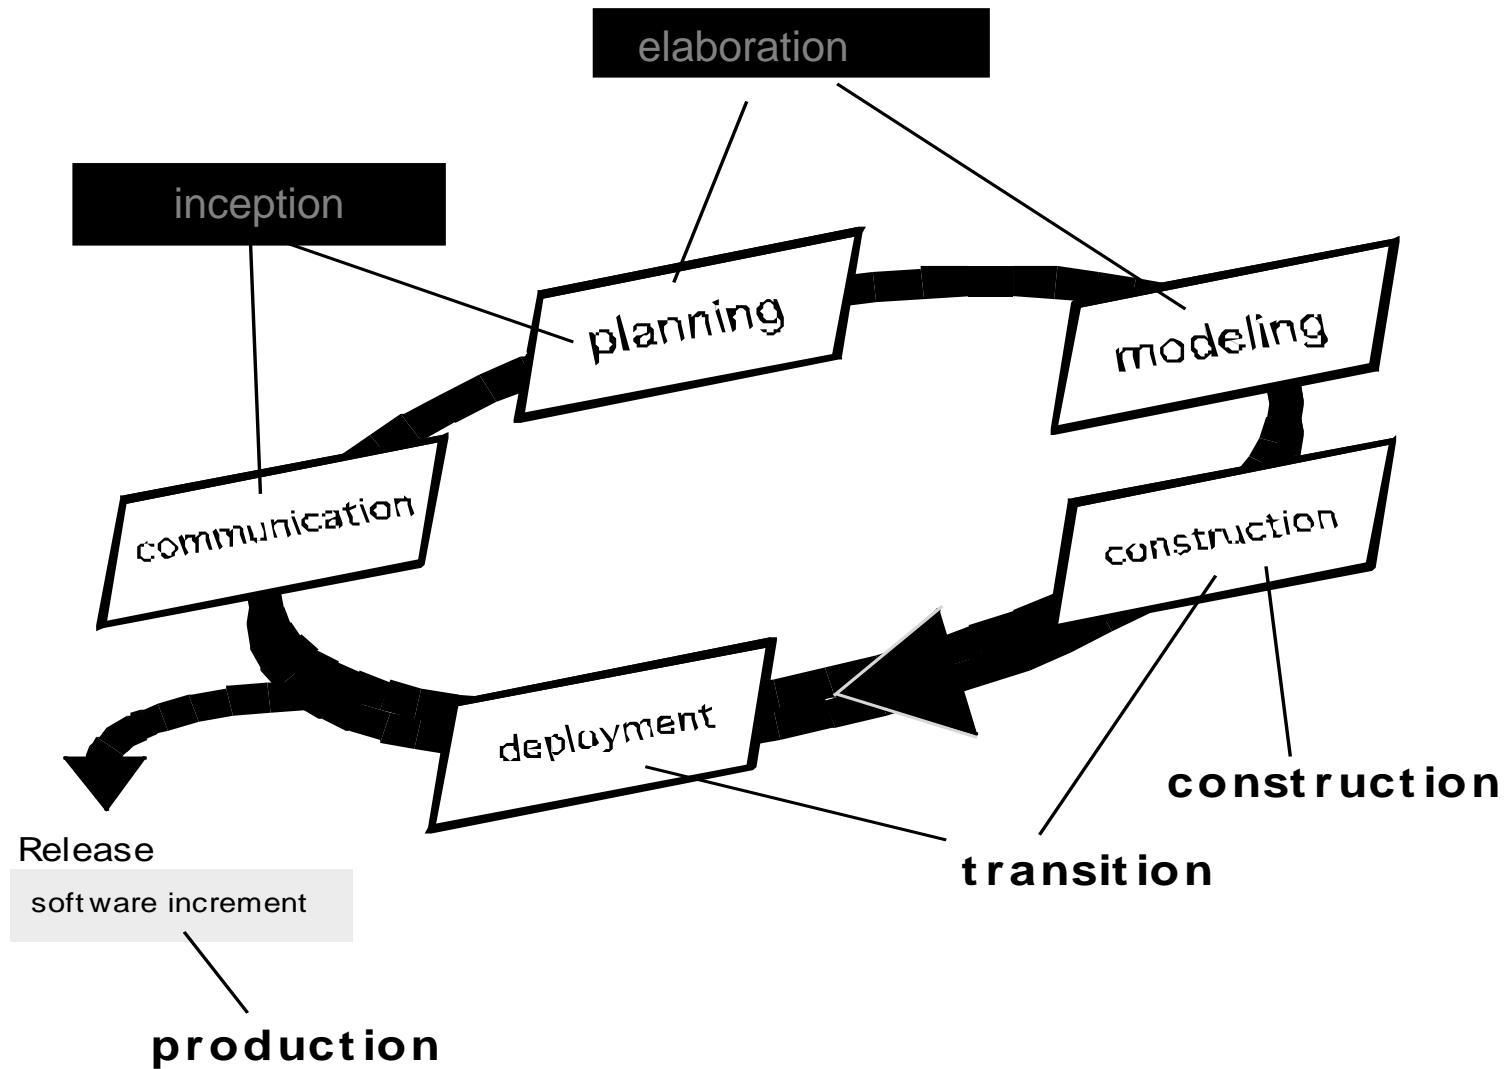 elaboration
inception
planning
modeling
communication
construction
deployment
construction
Release
transition
software increment
production